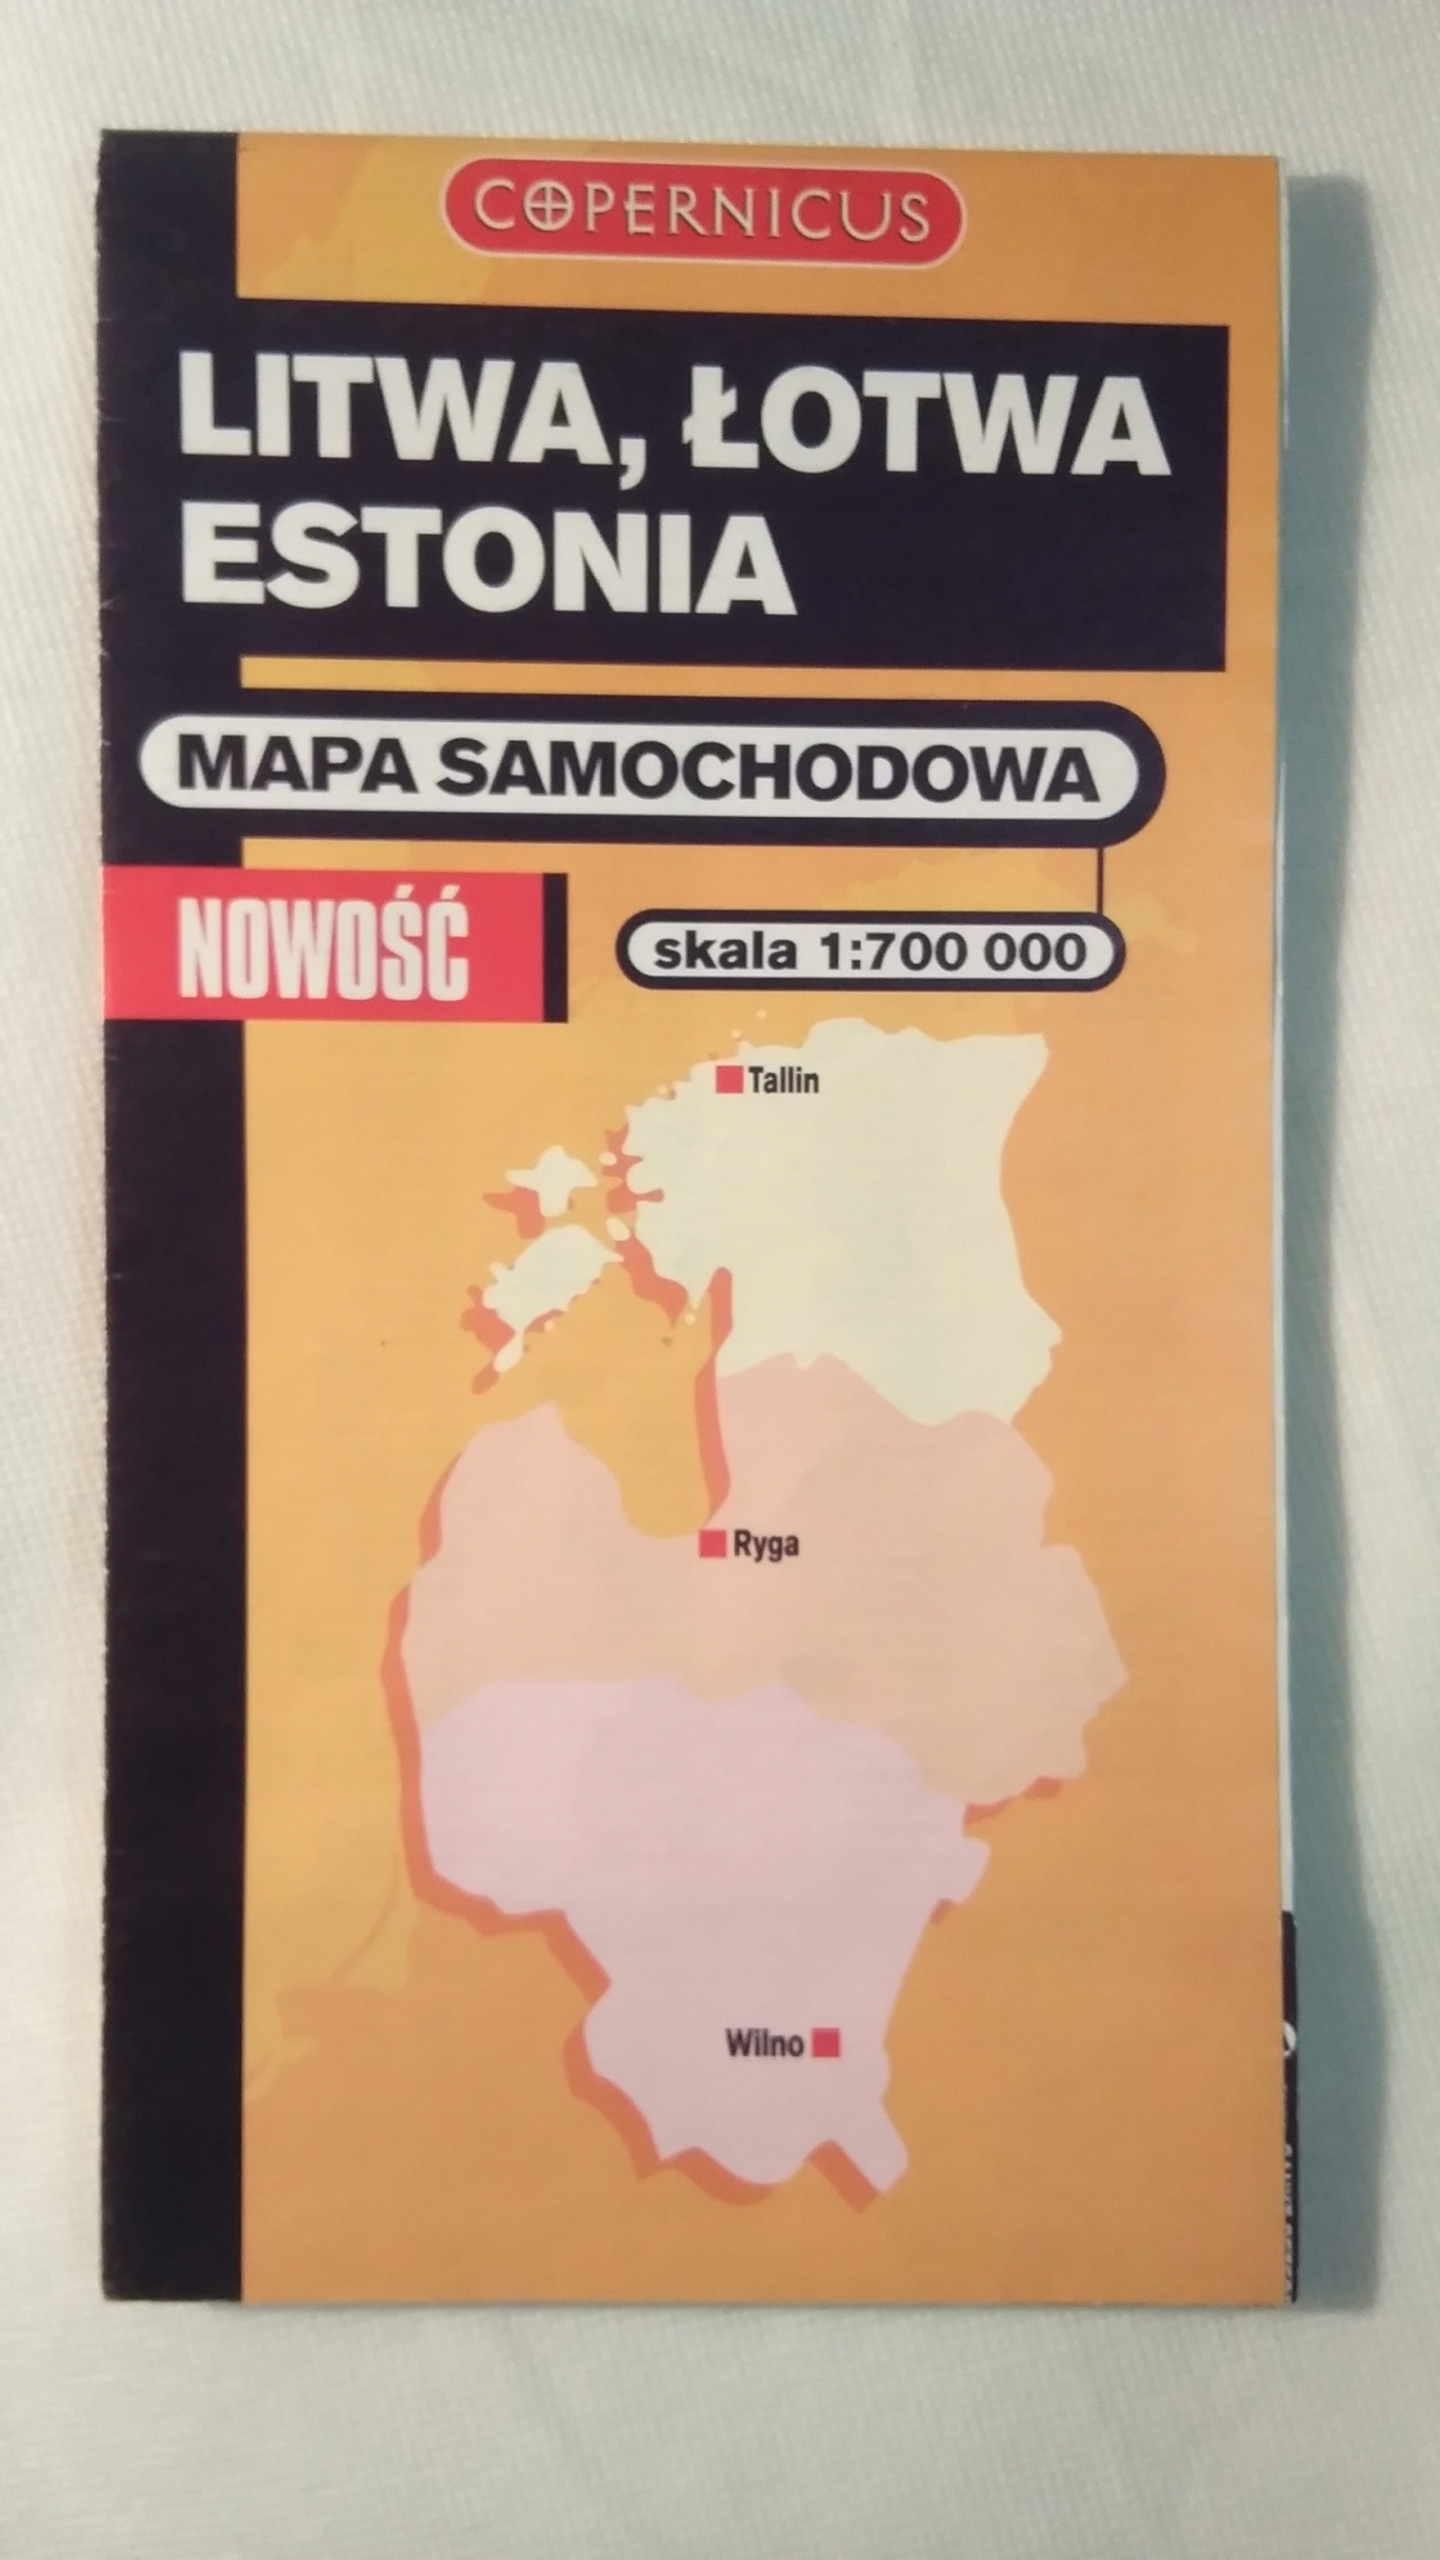 COPERNICUS
LITWA, ŁOTWA
ESTONIA
MAPA SAMOCHODOWA
NOWOŚĆ
skala 1:700 000
Tallin
Ryga
Wilno